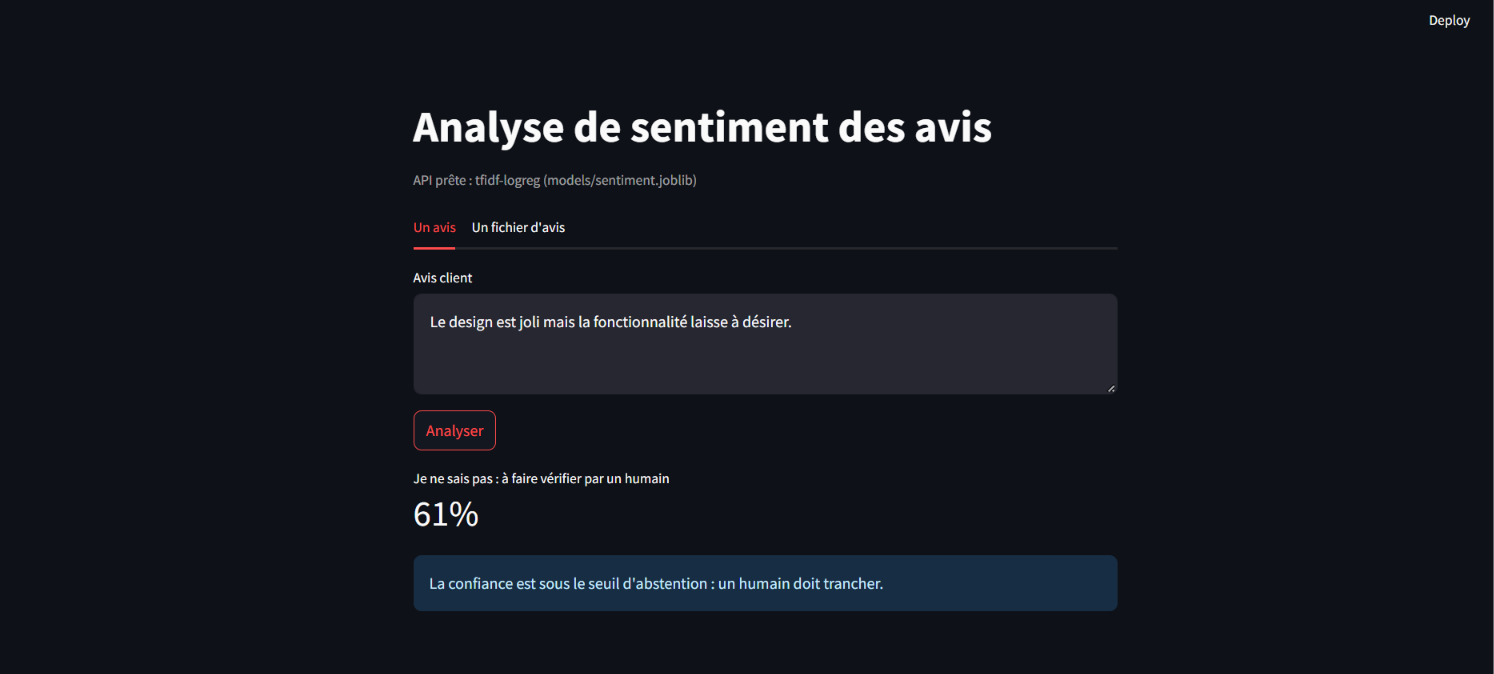 Deploy
Analyse de sentiment des avis
API prête : tfidf-logreg (models/sentiment.joblib)
Un avis Un fichier d'avis
Avis client
Le design est joli mais la fonctionnalité laisse à désirer.
Analyser
Je ne sais pas : à faire vérifier par un humain
61%
La confiance est sous le seuil d'abstention : un humain doit trancher.